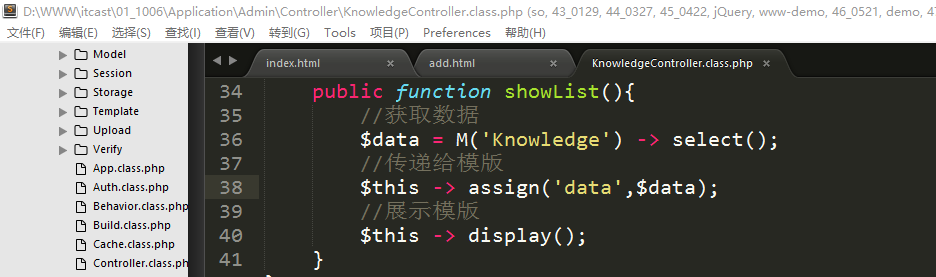 D:\WWW\itcast\01_1006\Application\Admin\Controller\KnowledgeController.class.php (so, 43_0129, 44_0327, 45_0422, jQuery, www-demo, 46_0521, demo, 47
文件(F) 编辑(E) 选择(S) 查找(I) 查看(V) 转到(G) Tools 项目(P) Preferences 帮助(H)
index.html × add.html × KnowledgeController.class.php ×
Model
Session
Storage
Template
Upload
Verify
App.class.php
Auth.class.php
Behavior.class.php
Build.class.php
Cache.class.php
Controller.class.ph
34 public function showList(){
35 //获取数据
36 $data = M('Knowledge') -> select();
37 //传递给模版
38 $this -> assign('data',$data);
39 //展示模版
40 $this -> display();
41 }